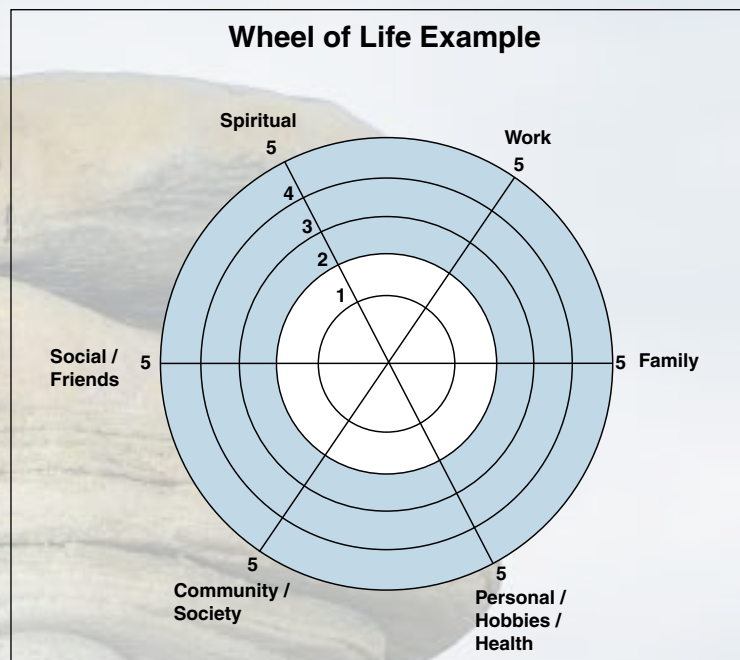 Wheel of Life Example
Spiritual
5
Work
5
4
3
2
1
Social /
Friends
5
5
Family
5
Community /
Society
5
Personal /
Hobbies /
Health